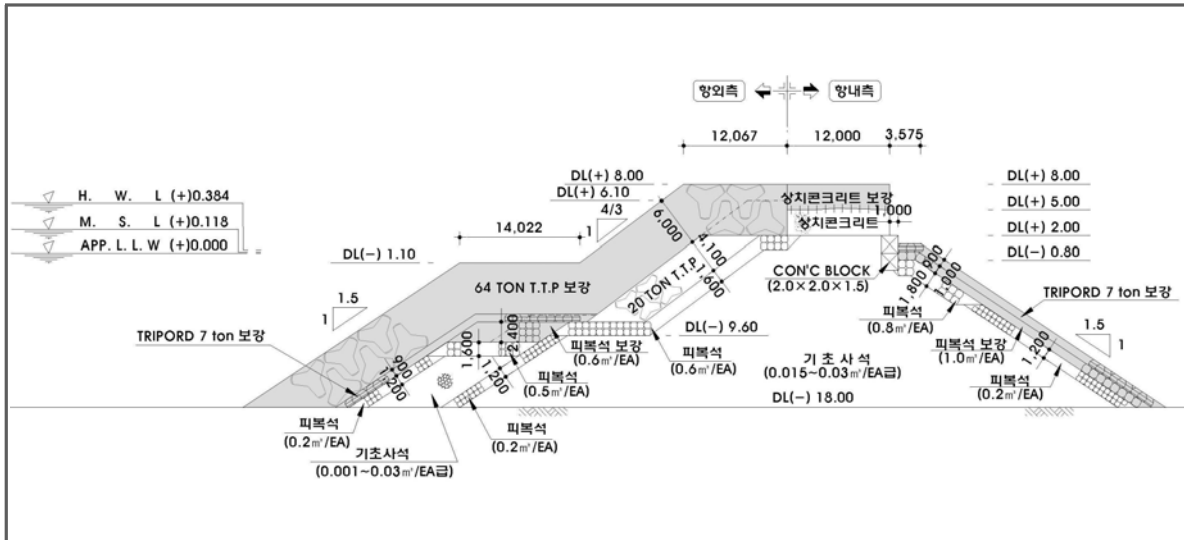 항외측 항내측
12,067 12,000 3,575
DL(+) 8.00
DL(+) 6.10
4/3
1
H. W. L (+)0.384
M. S. L (+)0.118
APP. L. L. W (+)0.000
14,022
DL(-) 1.10
6,000
4,100
1,600
상치콘크리트 보강
상치콘크리트
1,000
DL(+) 8.00
DL(+) 5.00
DL(+) 2.00
DL(-) 0.80
64 TON T.T.P 보강
20 TON T.T.P
CON'C BLOCK
(2.0×2.0×1.5)
900
1,000
1,800
TRIPORD 7 ton 보강
1.5
1
1.5
1
TRIPORD 7 ton 보강
2,400
1,600
900
1,200
1,200
피복석 보강
(0.6㎥/EA)
DL(-) 9.60
피복석
(0.6㎥/EA)
피복석
(0.8㎥/EA)
피복석 보강
(1.0㎥/EA)
1,200
피복석
(0.5㎥/EA)
기초사석
(0.015~0.03㎥/EA급)
피복석
(0.2㎥/EA)
DL(-) 18.00
피복석
(0.2㎥/EA)
피복석
(0.2㎥/EA)
기초사석
(0.001~0.03㎥/EA급)